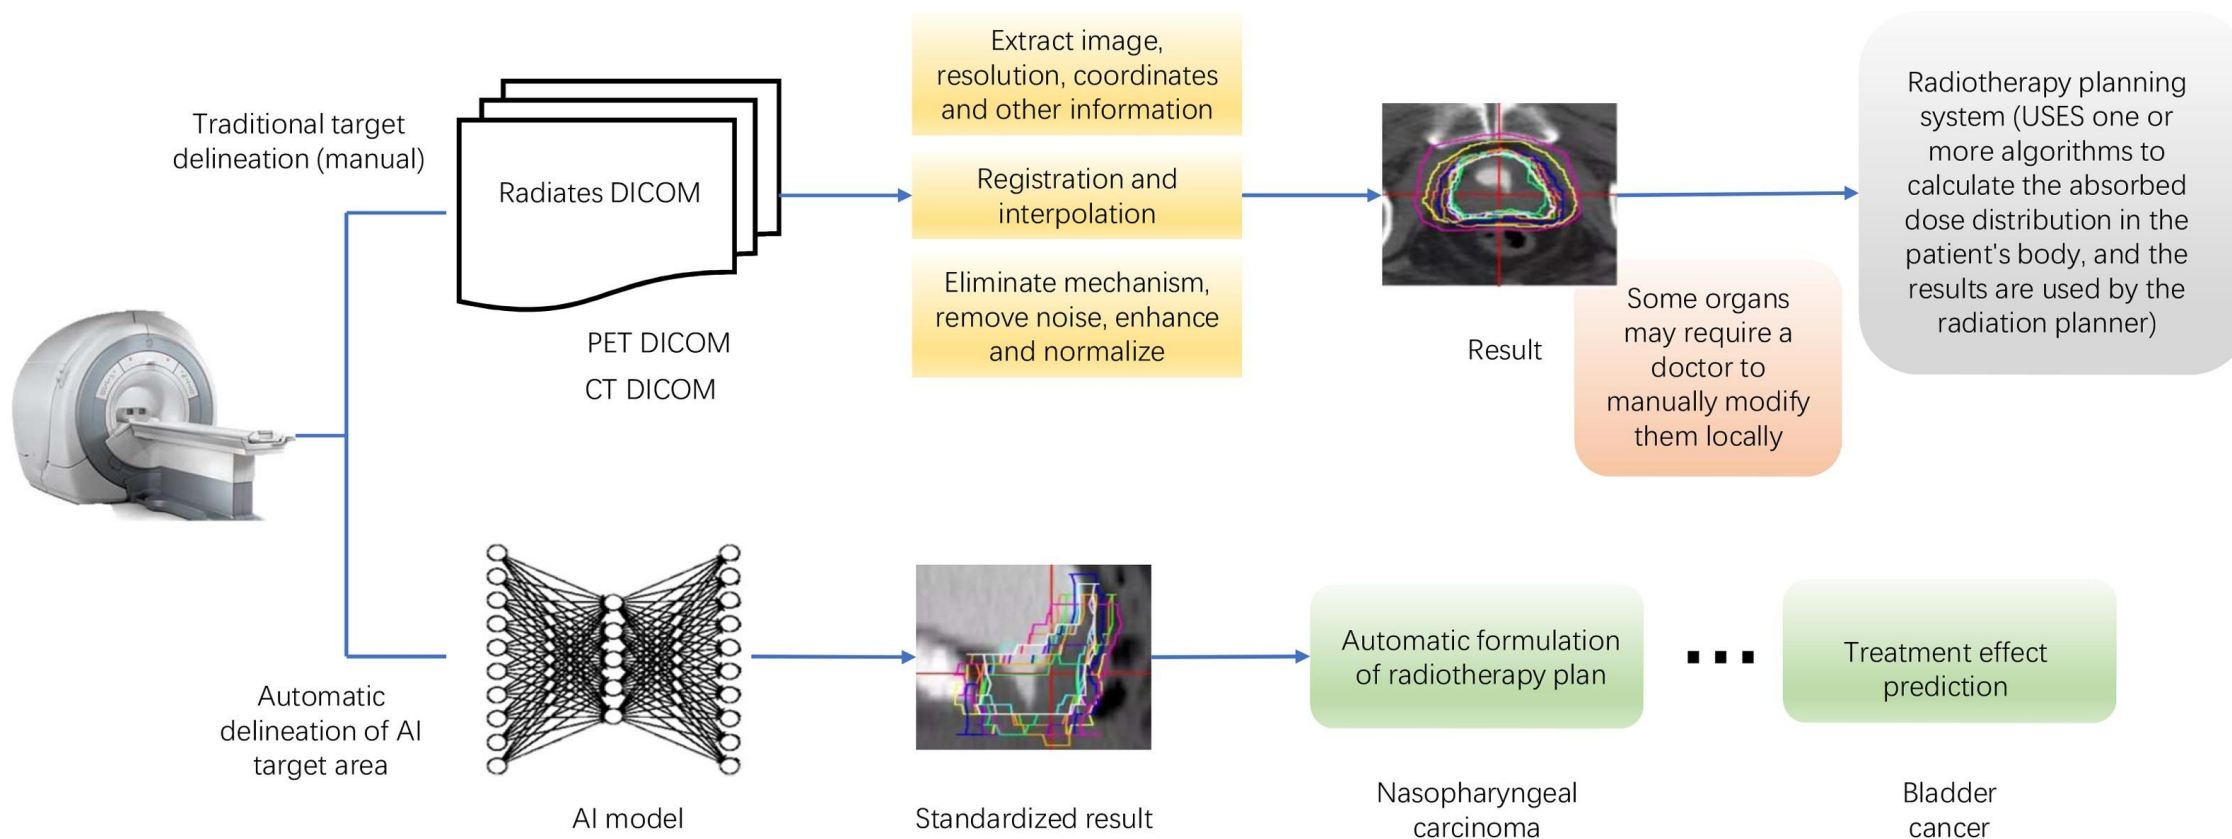 Traditional target
delineation (manual)
Radiates DICOM
PET DICOM
CT DICOM
Extract image,
resolution, coordinates
and other information
Registration and
interpolation
Eliminate mechanism,
remove noise, enhance
and normalize
Result
Some organs
may require a
doctor to
manually modify
them locally
Radiotherapy planning
system (USES one or
more algorithms to
calculate the absorbed
dose distribution in the
patient's body, and the
results are used by the
radiation planner)
Automatic
delineation of AI
target area
AI model
Standardized result
Automatic formulation
of radiotherapy plan
Nasopharyngeal
carcinoma
Treatment effect
prediction
Bladder
cancer